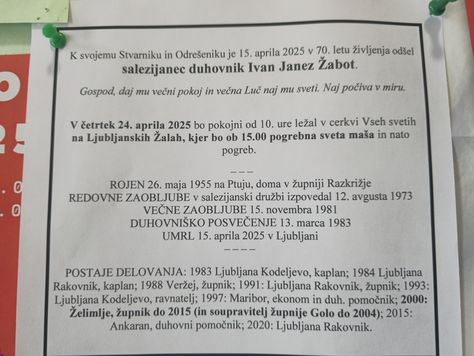 K svojemu Stvarniku in Odrešeniku je 15. aprila 2025 v 70. letu življenja odšel
salezijanec duhovnik Ivan Janez Žabot.
Gospod, daj mu večni pokoj in večna Luč naj mu sveti. Naj počiva v miru.
V četrtek 24. aprila 2025 bo pokojni od 10. ure ležal v cerkvi Vseh svetih
na Ljubljanskih Žalah, kjer bo ob 15.00 pogrebna sveta maša in nato
pogreb.
– – –
ROJEN 26. maja 1955 na Ptuju, doma v župniji Razkrižje
REDOVNE ZAOBLJUBE v salezijanski družbi izpovedal 12. avgusta 1973
VEČNE ZAOBLJUBE 15. novembra 1981
DUHOVNIŠKO POSVEČENJE 13. marca 1983
UMRL 15. aprila 2025 v Ljubljani
– – – –
POSTAJE DELOVANJA: 1983 Ljubljana Kodeljevo, kaplan; 1984 Ljubljana
Rakovnik, kaplan; 1988 Veržej, župnik; 1991: Ljubljana Rakovnik, župnik; 1993:
Ljubljana Kodeljevo, ravnatelj; 1997: Maribor, ekonom in duh. pomočnik; 2000:
Želimlje, župnik do 2015 (in soupravitelj župnije Golo do 2004); 2015:
Ankaran, duhovni pomočnik; 2020: Ljubljana Rakovnik.